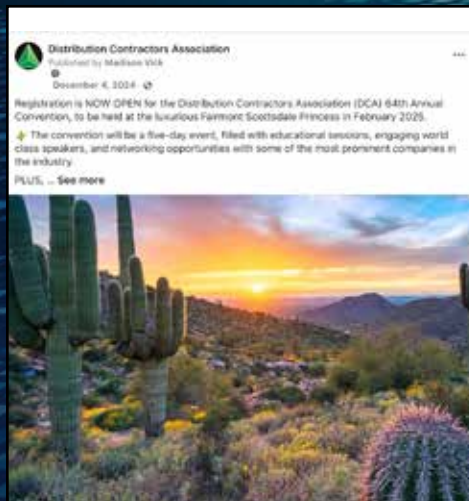 Distribution Contractors Association
Published by Madison Volk
December 4, 2024
Registration is NOW OPEN for the Distribution Contractors Association (DCA) 64th Annual
Convention, to be held at the luxurious Fairmont Scottsdale Princess in February 2025.
The convention will be a five-day event, filled with educational sessions, engaging world
class speakers, and networking opportunities with some of the most prominent companies in
the industry.
PLUS, ... See more